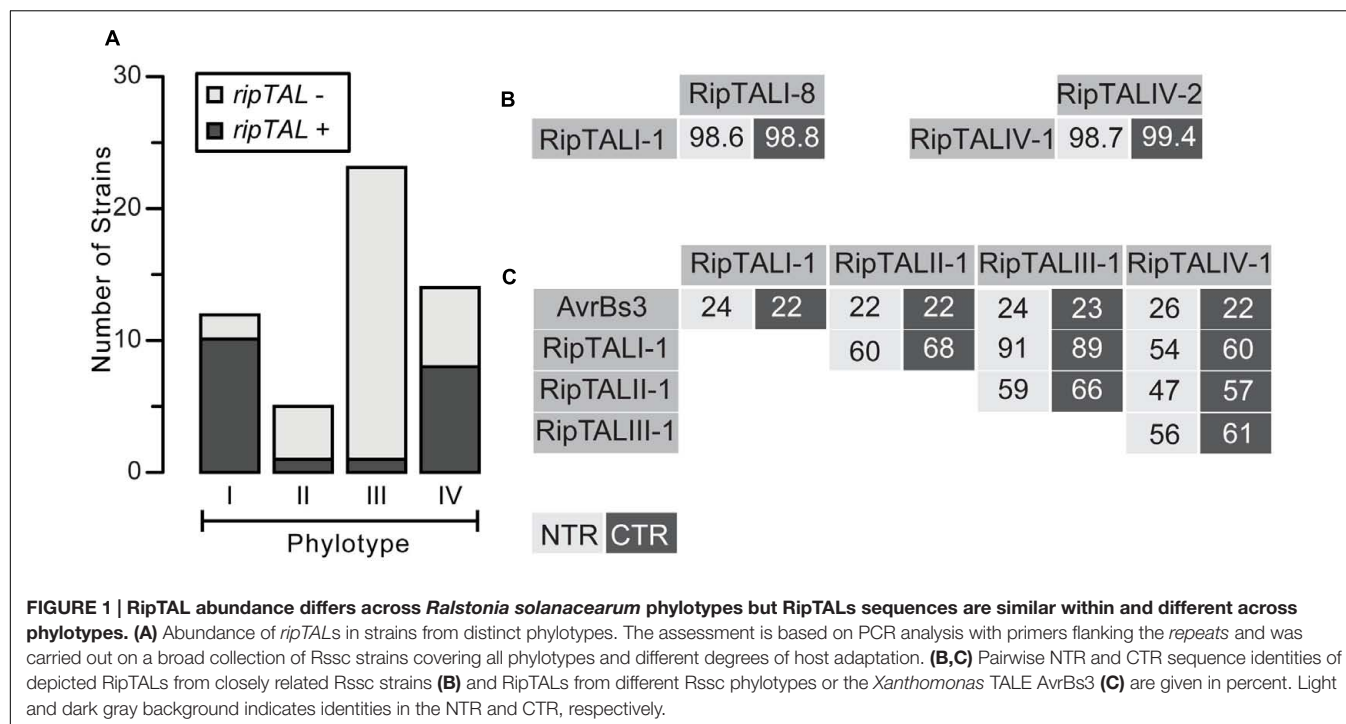 A
30
20
10
0
Number of Strains
ripTAL -
ripTAL +
I II III IV
Phylotype
B
RipTALI-8
RipTALI-1 98.6 98.8
RipTALIV-2
RipTALIV-1 98.7 99.4
C
RipTALI-1 RipTALII-1 RipTALIII-1 RipTALIV-1
AvrBs3 24 22 22 22 24 23 26 22
RipTALI-1 60 68 91 89 54 60
RipTALII-1 59 66 47 57
RipTALIII-1 56 61
NTR CTR
FIGURE 1 | RipTAL abundance differs across Ralstonia solanacearum phylotypes but RipTALs sequences are similar within and different across
phylotypes. (A) Abundance of ripTALs in strains from distinct phylotypes. The assessment is based on PCR analysis with primers flanking the repeats and was
carried out on a broad collection of Rssc strains covering all phylotypes and different degrees of host adaptation. (B,C) Pairwise NTR and CTR sequence identities of
depicted RipTALs from closely related Rssc strains (B) and RipTALs from different Rssc phylotypes or the Xanthomonas TALE AvrBs3 (C) are given in percent. Light
and dark gray background indicates identities in the NTR and CTR, respectively.